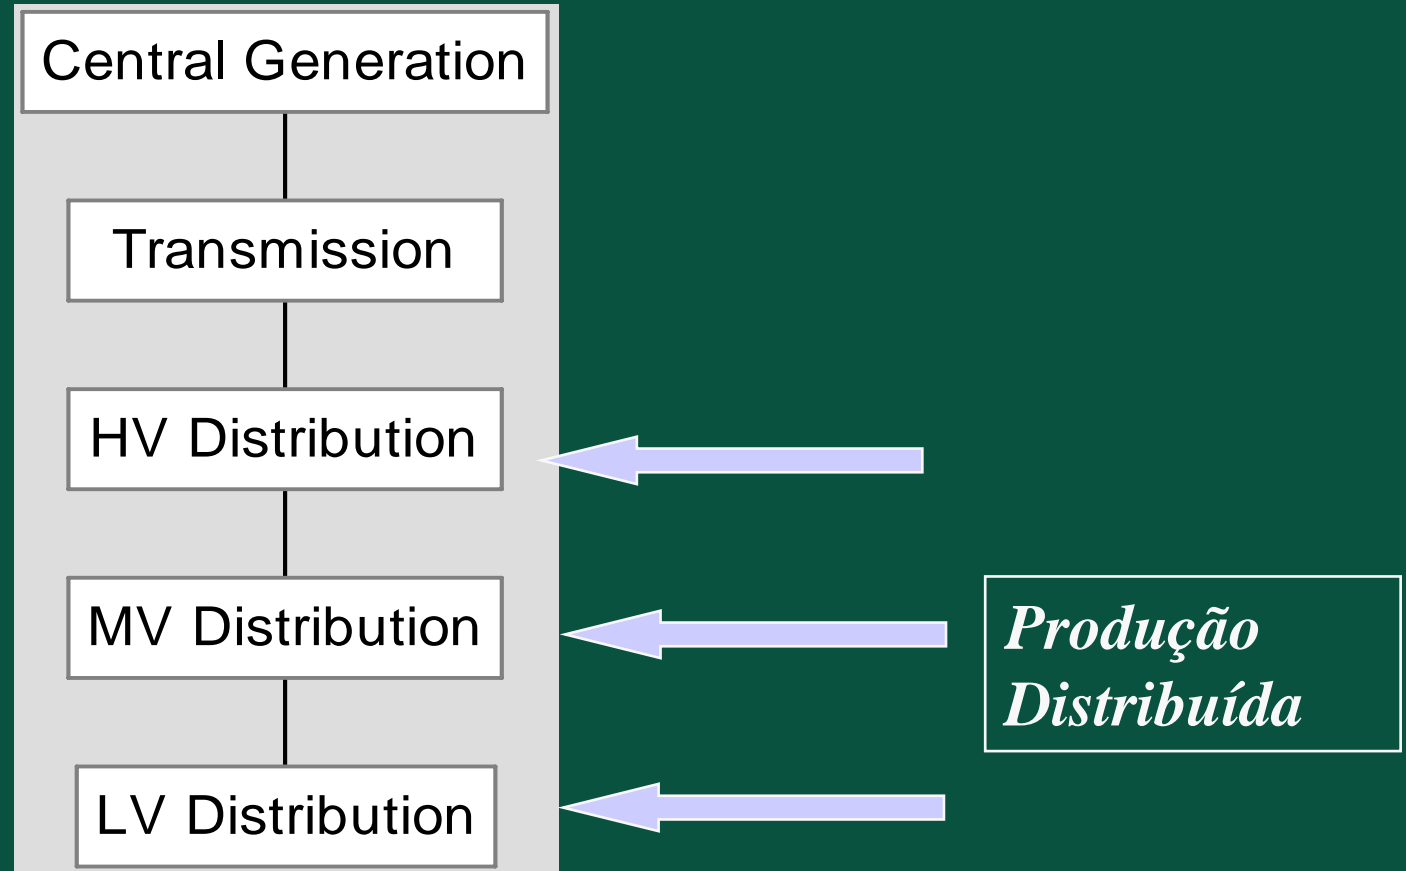 Central Generation
Transmission
HV Distribution
MV Distribution
Produção
Distribuída
LV Distribution